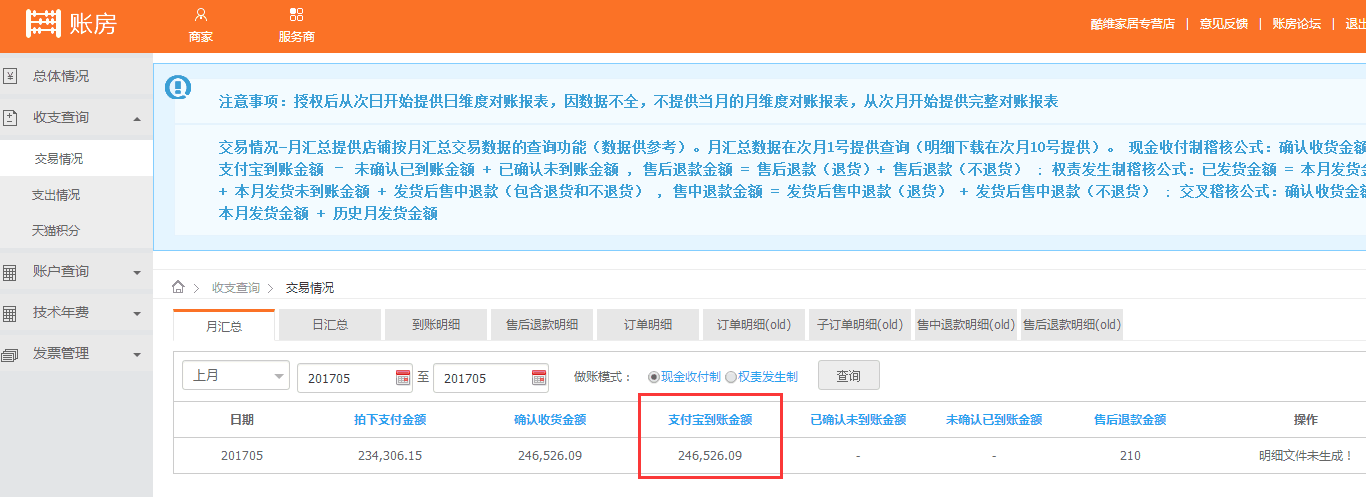 账房
商家
服务商
酷维家居专营店 | 意见反馈 | 账房论坛 | 退出
总体情况
收支查询
交易情况
支出情况
天猫积分
账户查询
技术年费
发票管理
注意事项：授权后从次日开始提供日维度对账报表，因数据不全，不提供当月的月维度对账报表，从次月开始提供完整对账报表
交易情况-月汇总提供店铺按月汇总交易数据的查询功能（数据供参考）。月汇总数据在次月1号提供查询（明细下载在次月10号提供）。 现金收付制稽核公式：确认收货金额
支付宝到账金额 － 未确认已到账金额 + 已确认未到账金额 ，售后退款金额 = 售后退款（退货）+ 售后退款（不退货） ；权责发生制稽核公式：已发货金额 = 本月发货金
+ 本月发货未到账金额 + 发货后售中退款（包含退货和不退货） ，售中退款金额 = 发货后售中退款（退货） + 发货后售中退款（不退货） ；交叉稽核公式：确认收货金额
本月发货金额 + 历史月发货金额
收支查询 > 交易情况
月汇总 日汇总 到账明细 售后退款明细 订单明细 订单明细(old) 子订单明细(old) 售中退款明细(old) 售后退款明细(old)
上月 201705 至 201705 做账模式： 现金收付制 权责发生制 查询
日期 拍下支付金额 确认收货金额 支付宝到账金额 已确认未到账金额 未确认已到账金额 售后退款金额 操作
201705 234,306.15 246,526.09 246,526.09 - - 210 明细文件未生成！